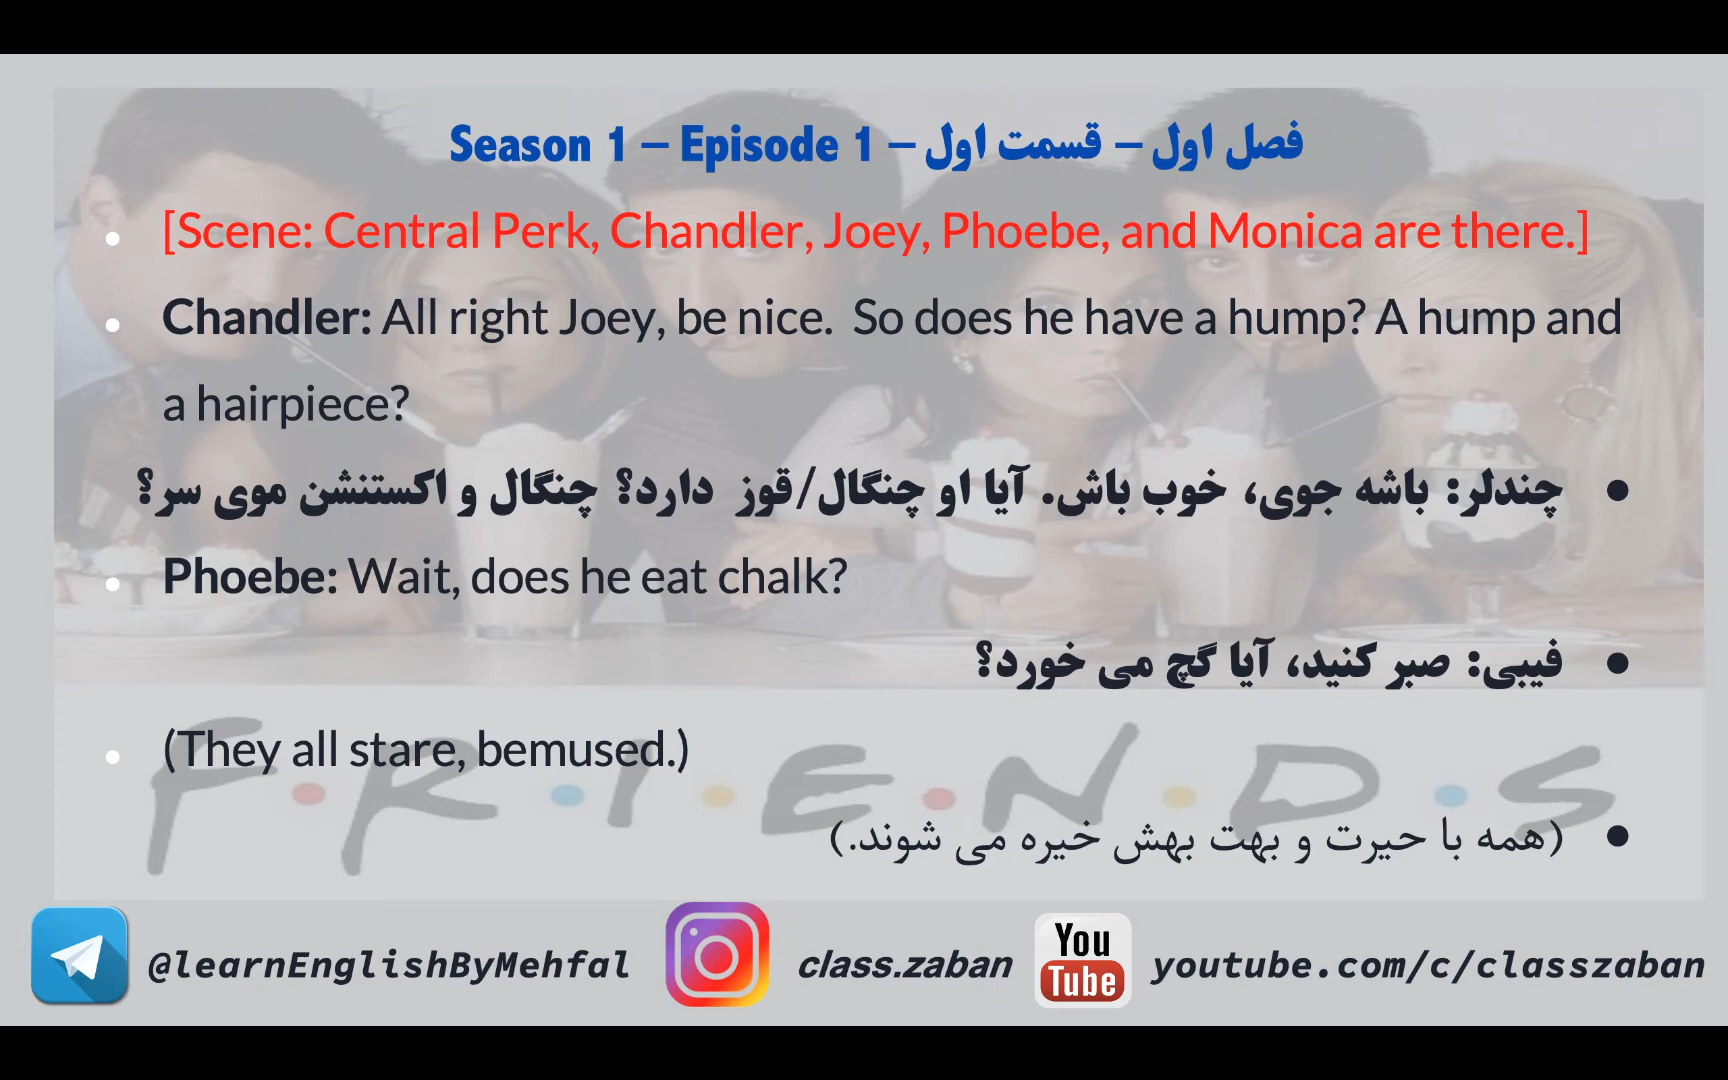 Season 1 – Episode 1 – فصل اول – قسمت اول
[Scene: Central Perk, Chandler, Joey, Phoebe, and Monica are there.]
Chandler: All right Joey, be nice. So does he have a hump? A hump and
a hairpiece?
چندلر: باشه جوی، خوب باش. آیا او چنگال/قوز دارد؟ چنگال و اکستنشن موی سر؟
Phoebe: Wait, does he eat chalk?
فیبی: صبر کنید، آیا گچ می خورد؟
(They all stare, bemused.)
(همه با حیرت و بهت بهش خیره می شوند.)
F•R•I•E•N•D•S
@learnEnglishByMehfal
class.zaban
You
Tube
youtube.com/c/classzaban